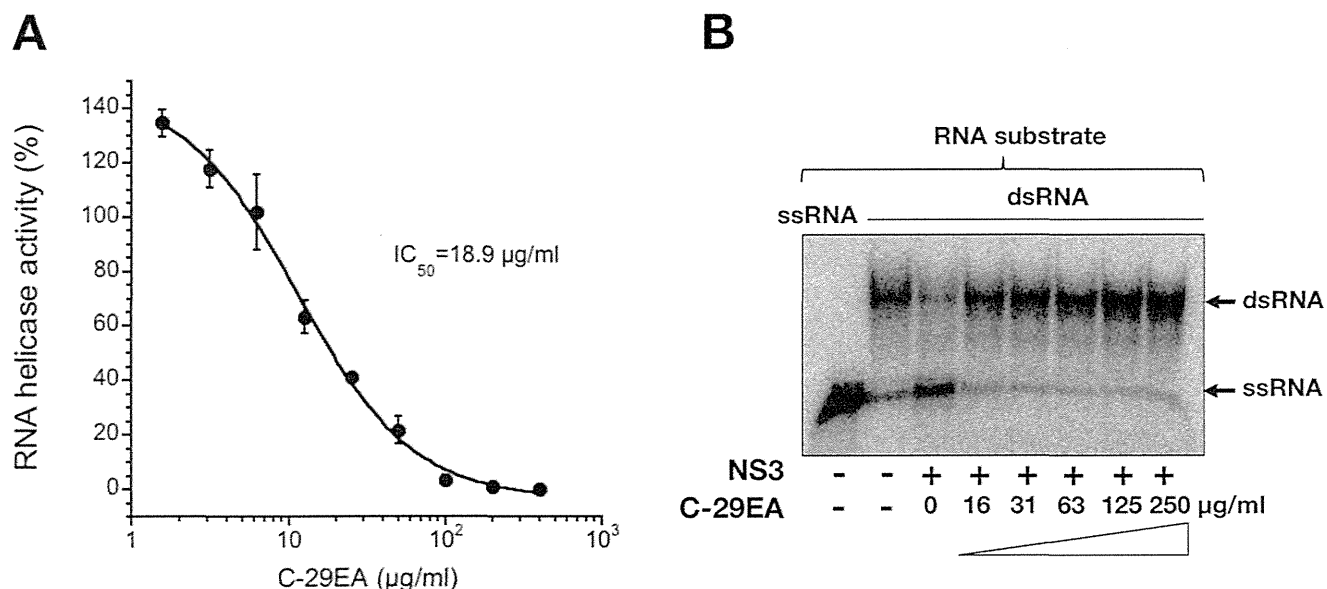 A
RNA helicase activity (%)
140
120
100
80
60
40
20
0
IC50=18.9 µg/ml
1 10 10² 10³
C-29EA (µg/ml)
B
RNA substrate
ssRNA dsRNA
dsRNA
ssRNA
NS3 - - + + + + + +
C-29EA - - 0 16 31 63 125 250 µg/ml